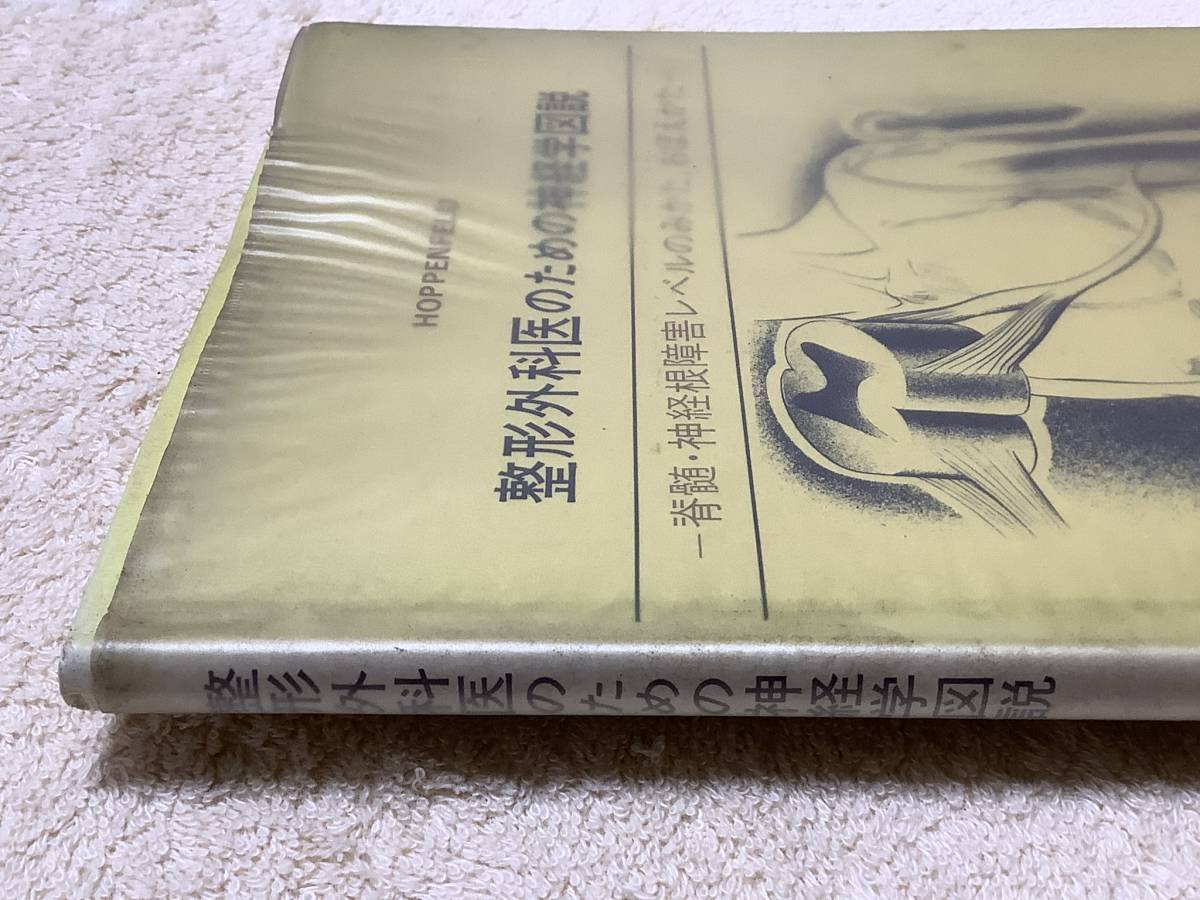 HOPPENFELD
整形外科医のための神経学図説
—脊髄・神経根障害レベルのみかた、おぼえかた—
整形外科医のための神経学図説